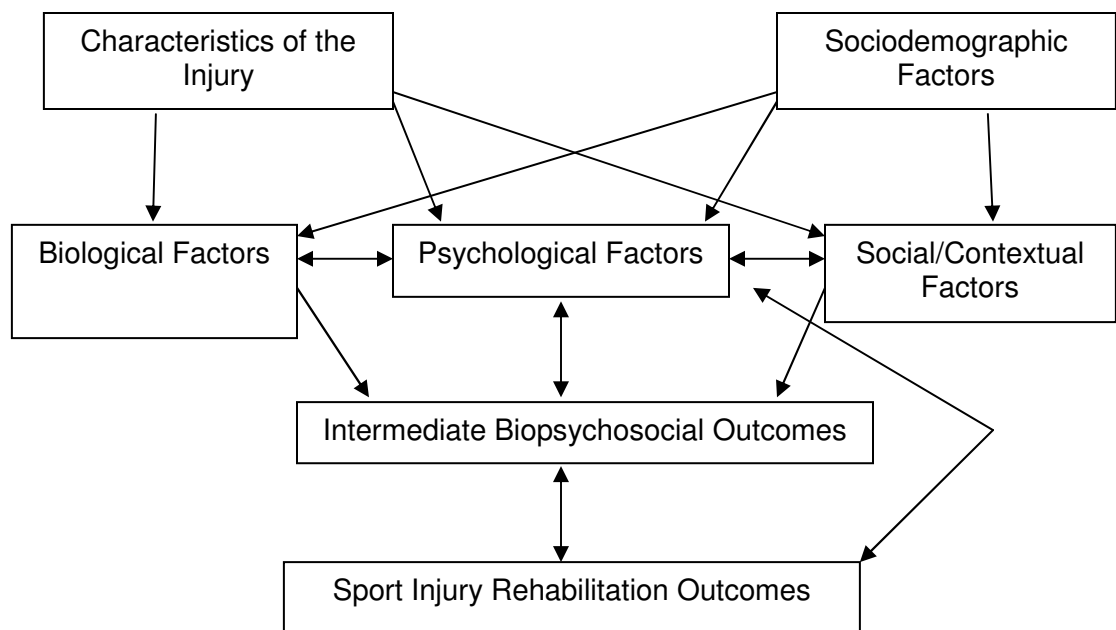 Characteristics of the
Injury
Sociodemographic
Factors
Biological Factors
Psychological Factors
Social/Contextual
Factors
Intermediate Biopsychosocial Outcomes
Sport Injury Rehabilitation Outcomes